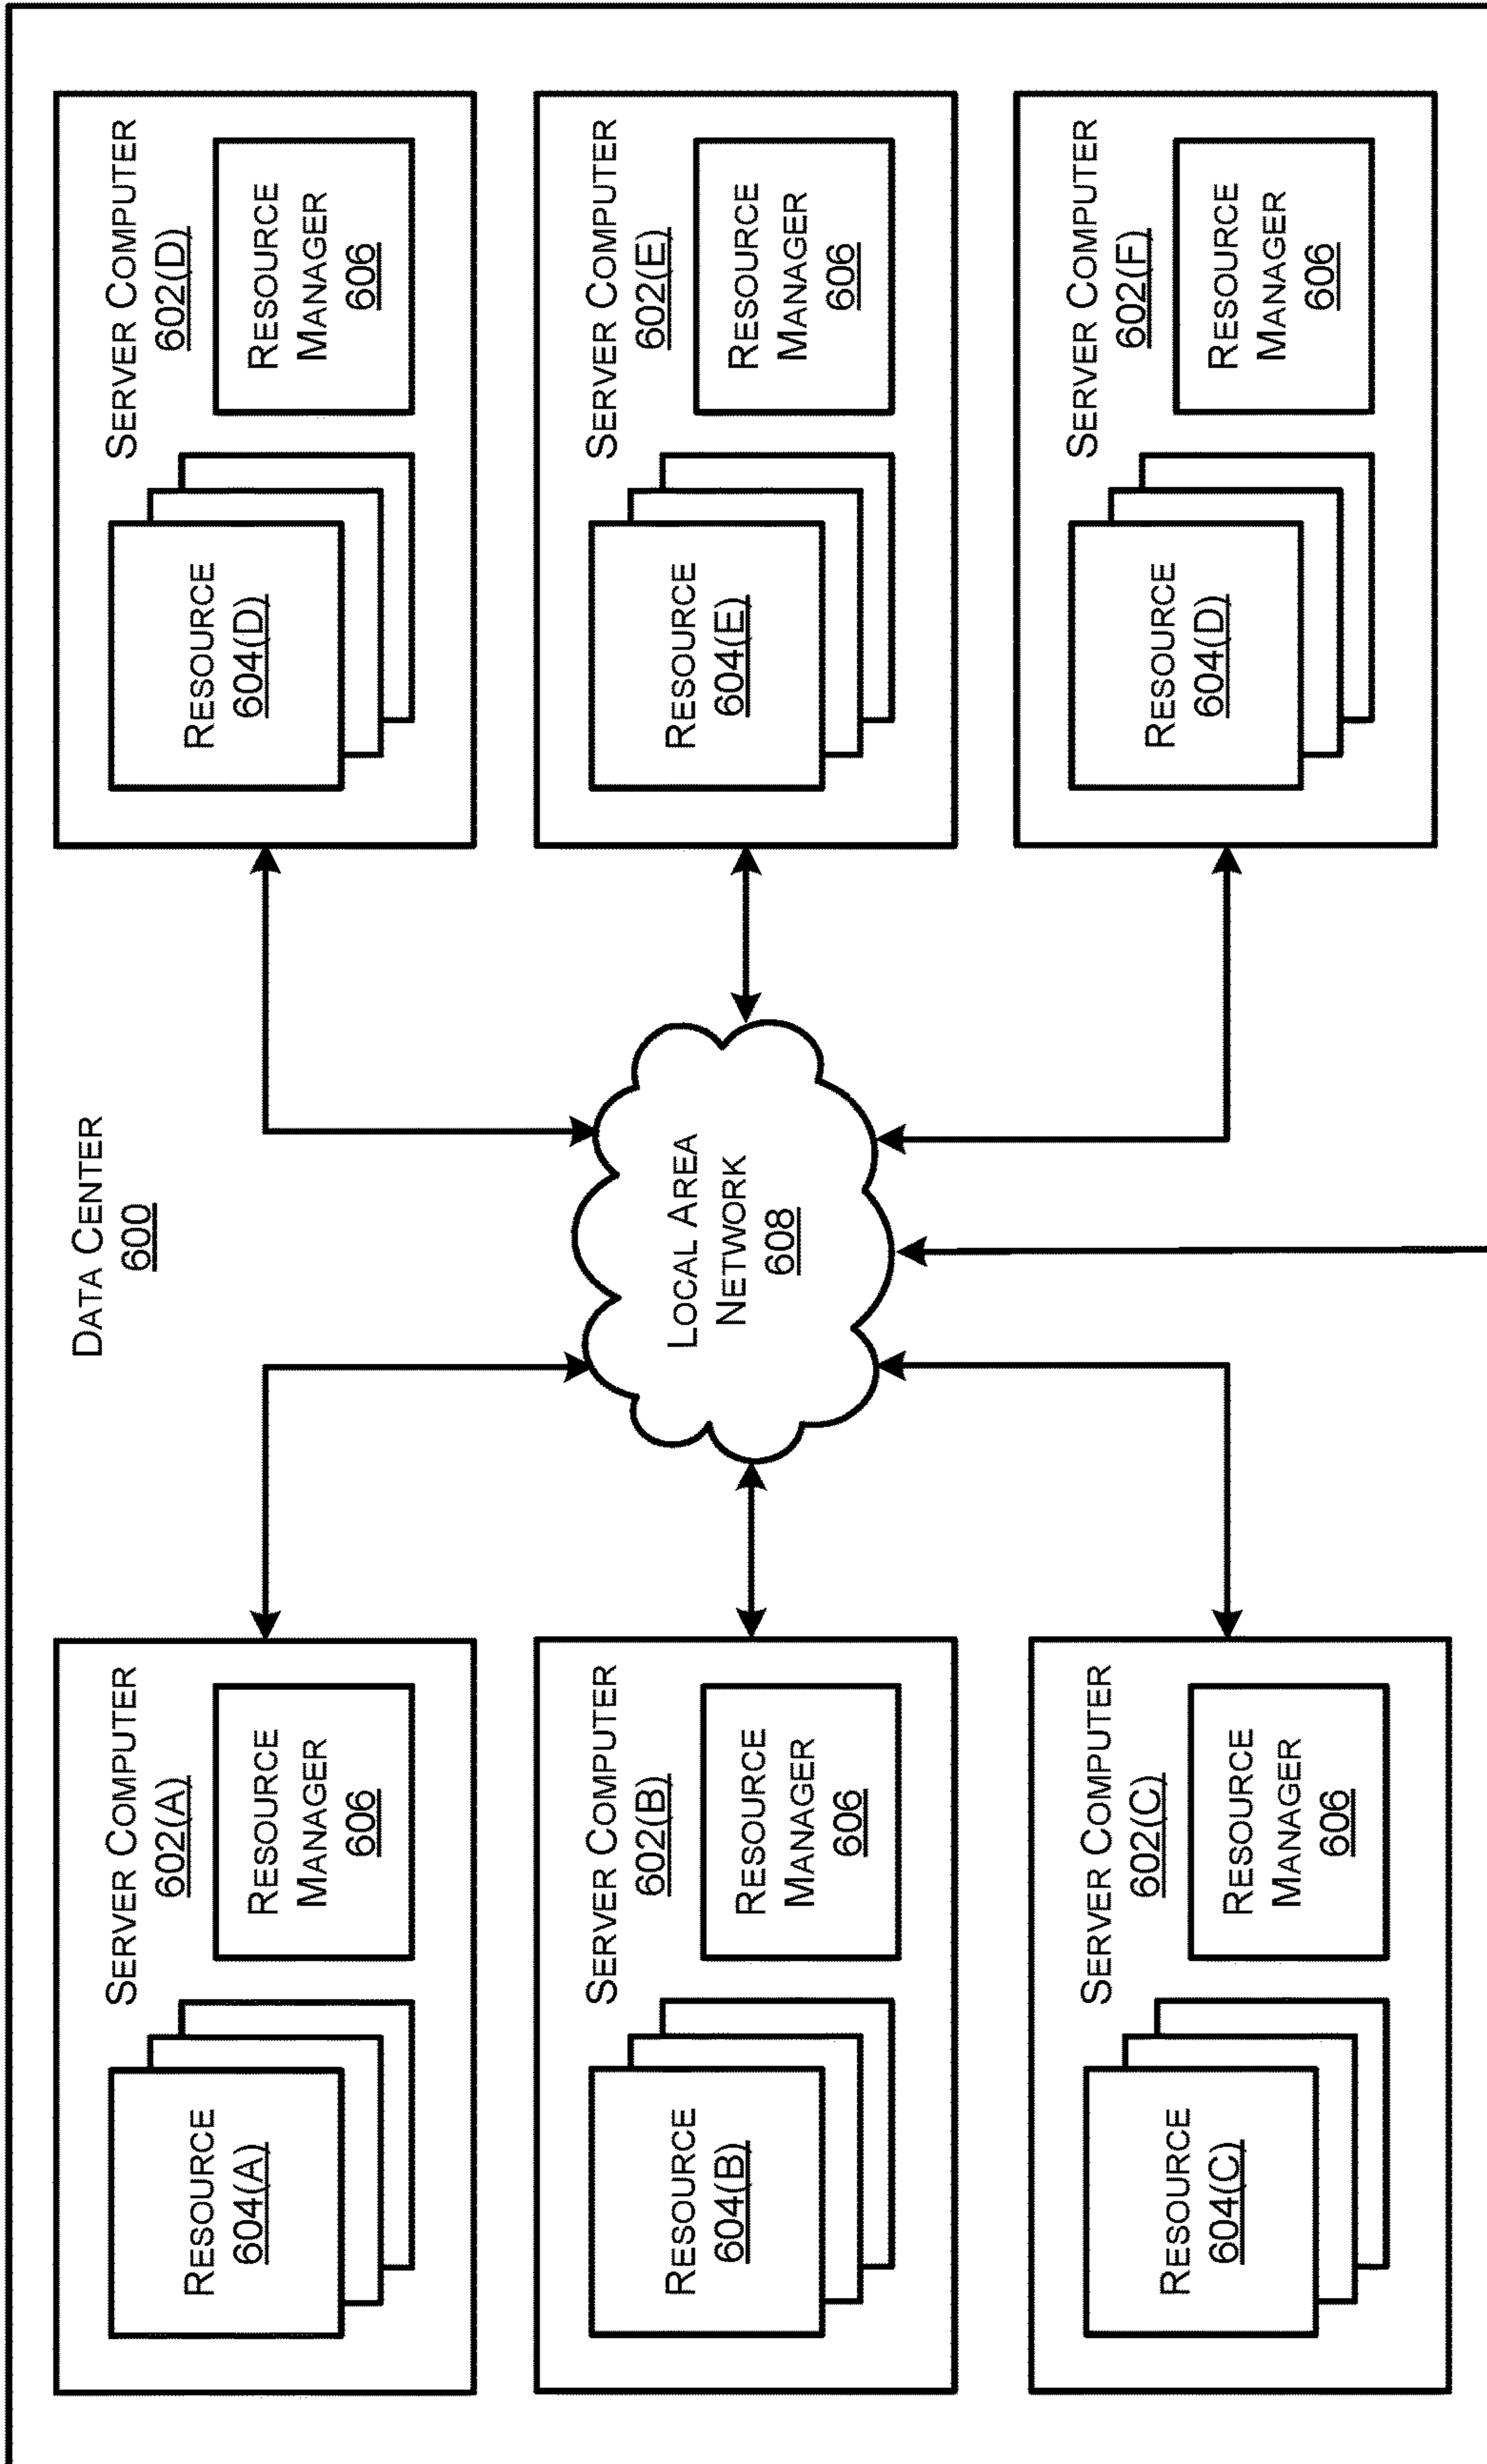 DATA CENTER
600
SERVER COMPUTER
602(A)
RESOURCE
604(A)
RESOURCE
MANAGER
606
SERVER COMPUTER
602(D)
RESOURCE
604(D)
RESOURCE
MANAGER
606
SERVER COMPUTER
602(B)
RESOURCE
604(B)
RESOURCE
MANAGER
606
LOCAL AREA
NETWORK
608
SERVER COMPUTER
602(E)
RESOURCE
604(E)
RESOURCE
MANAGER
606
SERVER COMPUTER
602(C)
RESOURCE
604(C)
RESOURCE
MANAGER
606
SERVER COMPUTER
602(F)
RESOURCE
604(D)
RESOURCE
MANAGER
606